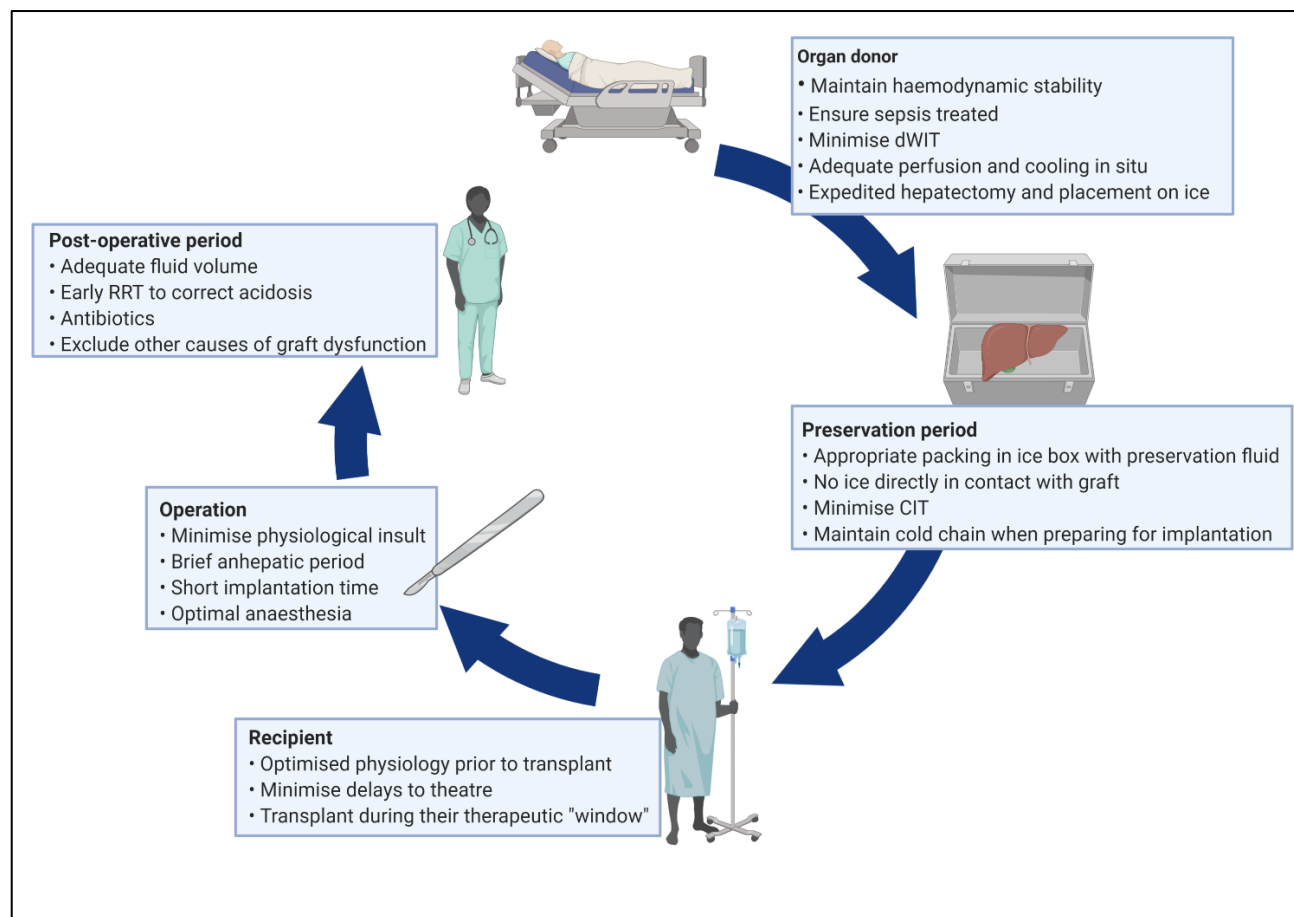 Organ donor
• Maintain haemodynamic stability
• Ensure sepsis treated
• Minimise dWIT
• Adequate perfusion and cooling in situ
• Expedited hepatectomy and placement on ice
Preservation period
• Appropriate packing in ice box with preservation fluid
• No ice directly in contact with graft
• Minimise CIT
• Maintain cold chain when preparing for implantation
Recipient
• Optimised physiology prior to transplant
• Minimise delays to theatre
• Transplant during their therapeutic "window"
Operation
• Minimise physiological insult
• Brief anhepatic period
• Short implantation time
• Optimal anaesthesia
Post-operative period
• Adequate fluid volume
• Early RRT to correct acidosis
• Antibiotics
• Exclude other causes of graft dysfunction